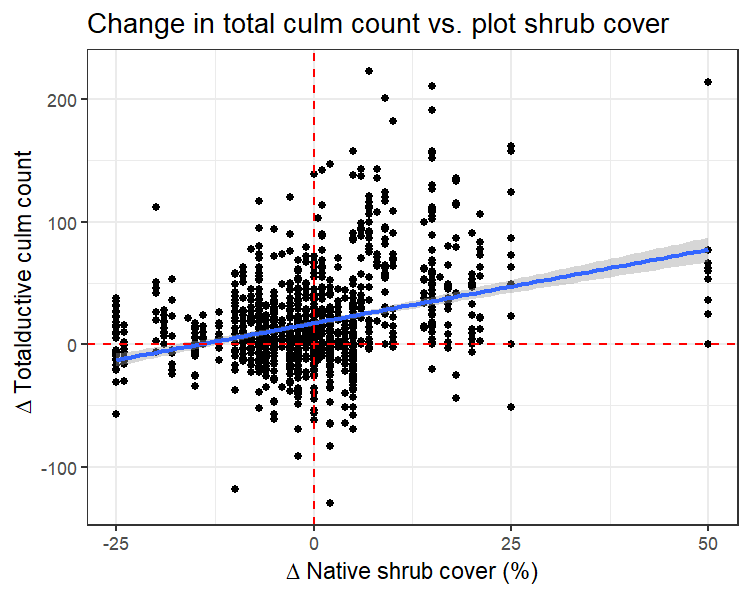 Change in total culm count vs. plot shrub cover
Δ Totalductive culm count
200
100
0
-100
-25
0
25
50
Δ Native shrub cover (%)